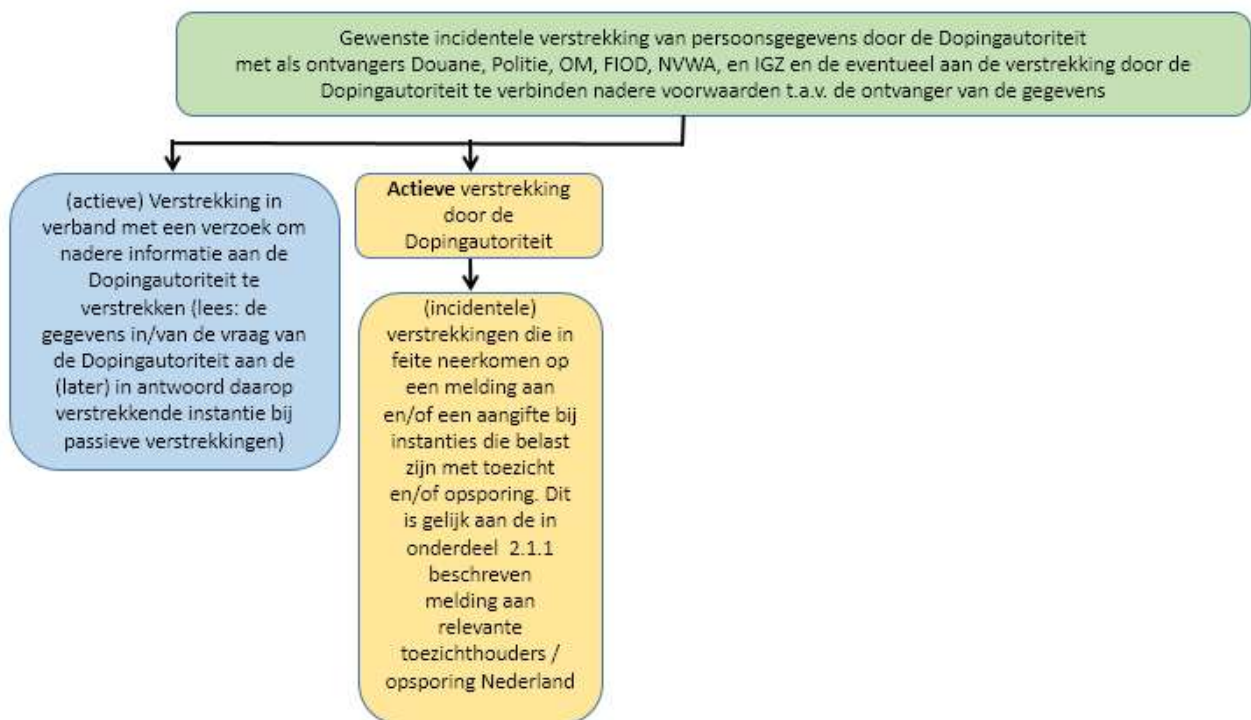 Gewenste incidentele verstrekking van persoonsgegevens door de Dopingautoriteit
met als ontvangers Douane, Politie, OM, FIOD, NVWA, en IGZ en de eventueel aan de verstrekking door de
Dopingautoriteit te verbinden nadere voorwaarden t.a.v. de ontvanger van de gegevens
(actieve) Verstrekking in
verband met een verzoek om
nadere informatie aan de
Dopingautoriteit te
verstrekken (lees: de
gegevens in/van de vraag van
de Dopingautoriteit aan de
(later) in antwoord daarop
verstrekkende instantie bij
passieve verstrekkingen)
Actieve verstrekking
door de
Dopingautoriteit
(incidentele)
verstrekkingen die in
feite neerkomen op
een melding aan
en/of een aangifte bij
instanties die belast
zijn met toezicht
en/of opsporing. Dit
is gelijk aan de in
onderdeel 2.1.1
beschreven
melding aan
relevante
toezichthouders /
opsporing Nederland